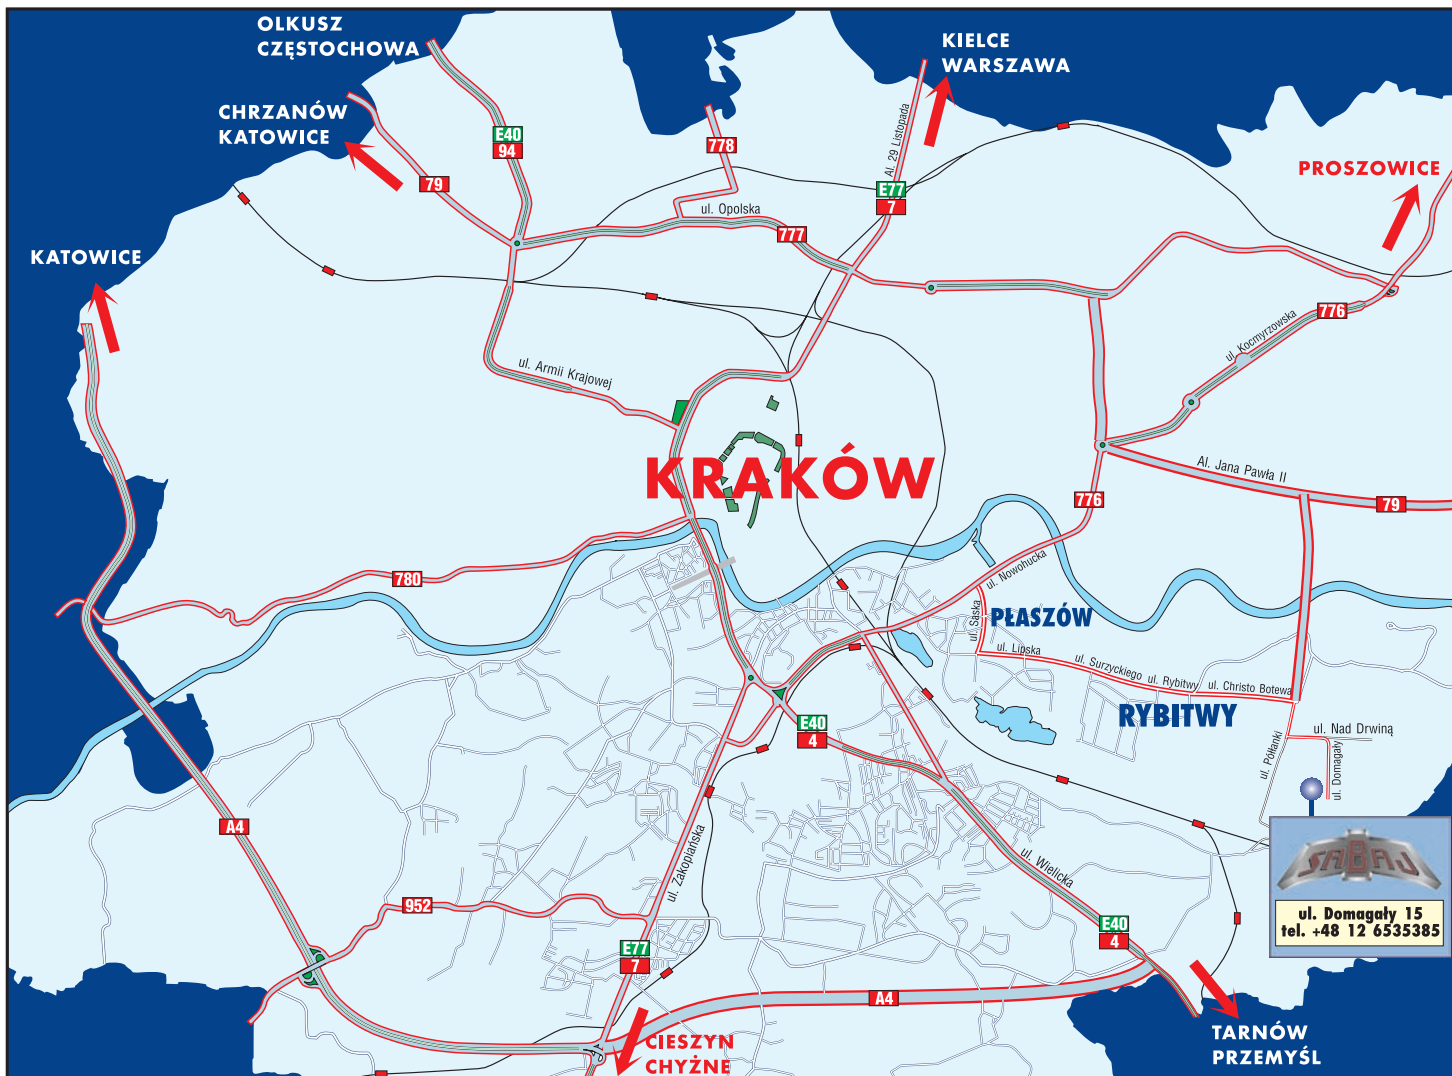 OLKUSZ
CZĘSTOCHOWA
KIELCE
WARSZAWA
CHRZANÓW
KATOWICE
E40
94
778
Al. 29 Listopada
79
E77
7
PROSZOWICE
ul. Opolska
777
KATOWICE
776
ul. Kocmyrzowska
ul. Armii Krajowej
KRAKÓW
Al. Jana Pawła II
776
79
780
ul. Nowohucka
ul. Saska
PŁASZÓW
ul. Lipska
ul. Surzyckiego
ul. Rybitwy
ul. Christo Botewa
RYBITWY
E40
4
ul. Nad Drwiną
ul. Półłanki
ul. Domagały
A4
ul. Zakopiańska
ul. Wielicka
SABAJ
952
ul. Domagały 15
tel. +48 12 6535385
E40
4
E77
7
A4
CIESZYN
CHYŻNE
TARNÓW
PRZEMYŚL